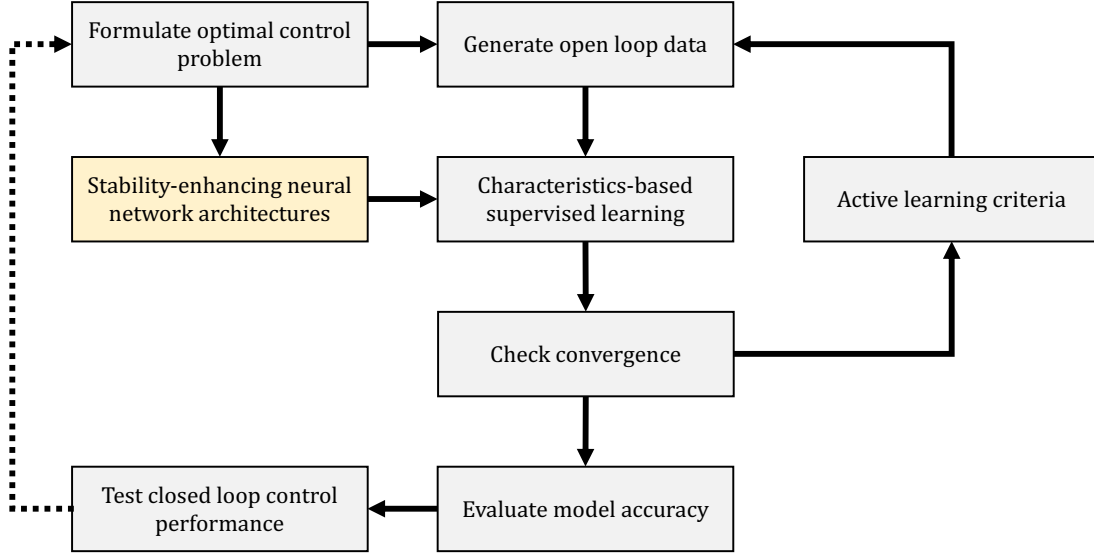 Formulate optimal control
problem
Generate open loop data
Stability-enhancing neural
network architectures
Characteristics-based
supervised learning
Active learning criteria
Check convergence
Test closed loop control
performance
Evaluate model accuracy